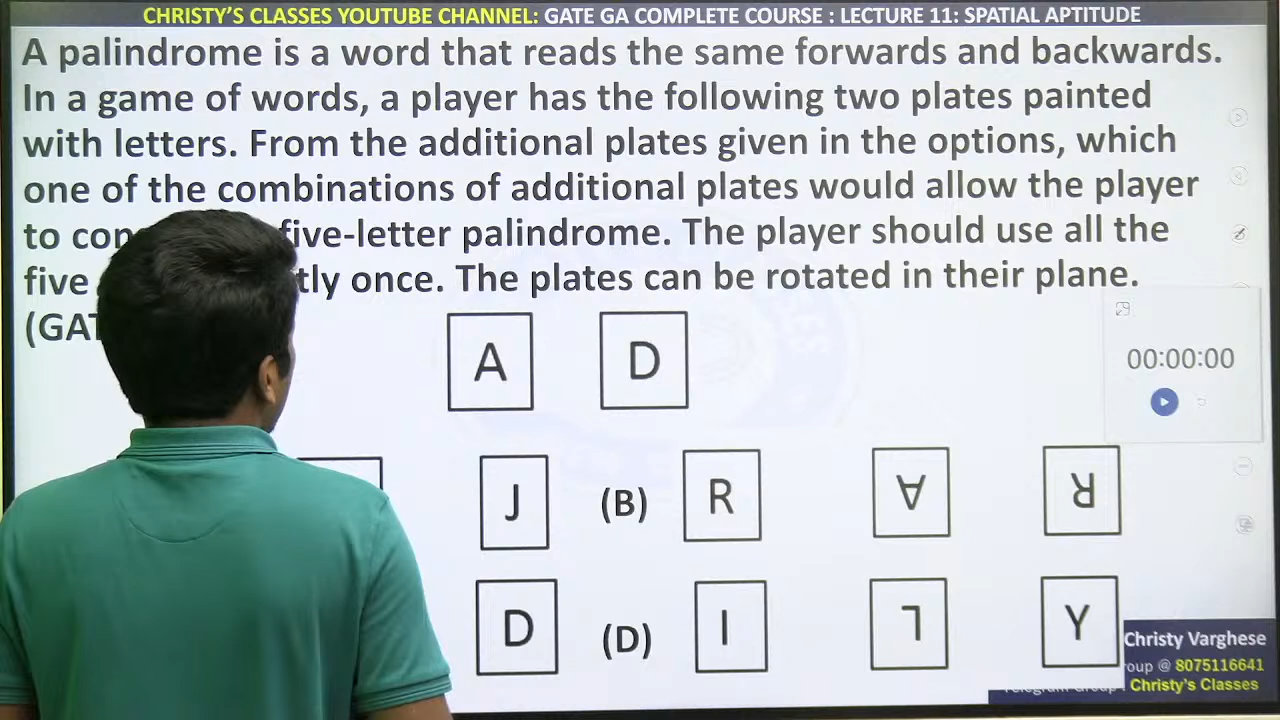 CHRISTY'S CLASSES YOUTUBE CHANNEL: GATE GA COMPLETE COURSE : LECTURE 11: SPATIAL APTITUDE
A palindrome is a word that reads the same forwards and backwards.
In a game of words, a player has the following two plates painted
with letters. From the additional plates given in the options, which
one of the combinations of additional plates would allow the player
to five-letter palindrome. The player should use all the
five once. The plates can be rotated in their plane.
A D
00:00:00
J (B) R A R
D (D) I L Y
Christy Varghese
@ 8075116641
Christy's Classes